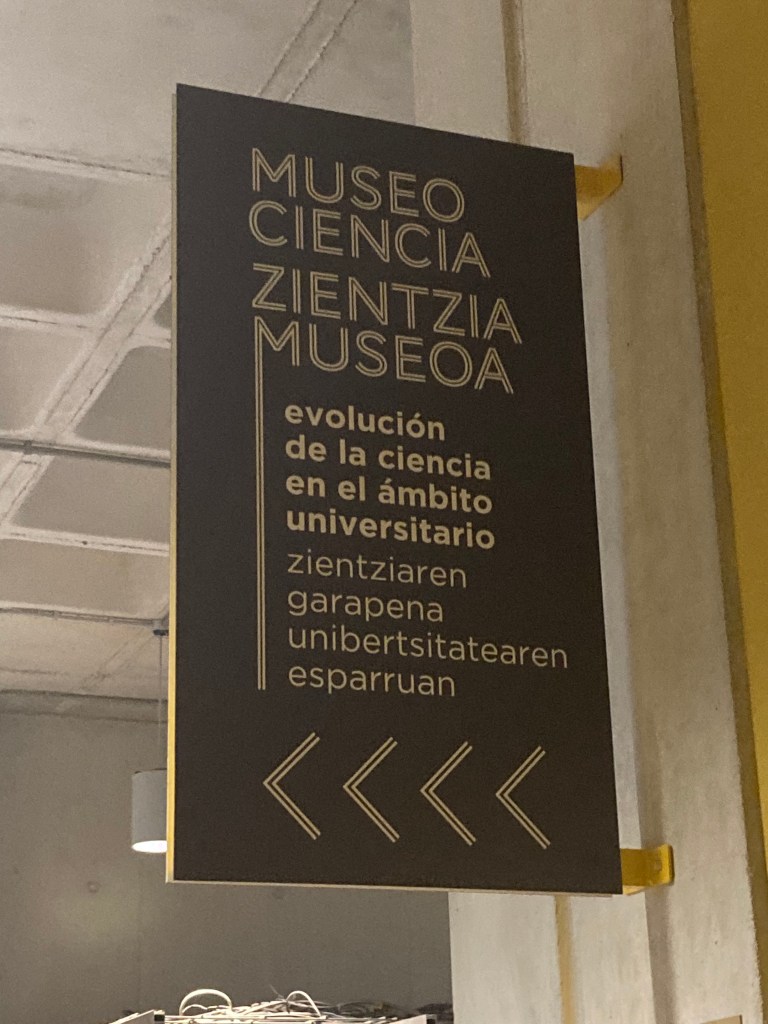 MUSEO
CIENCIA
ZIENTZIA
MUSEOA
evolución
de la ciencia
en el ámbito
universitario
zientziaren
garapena
unibertsitatearen
esparruan